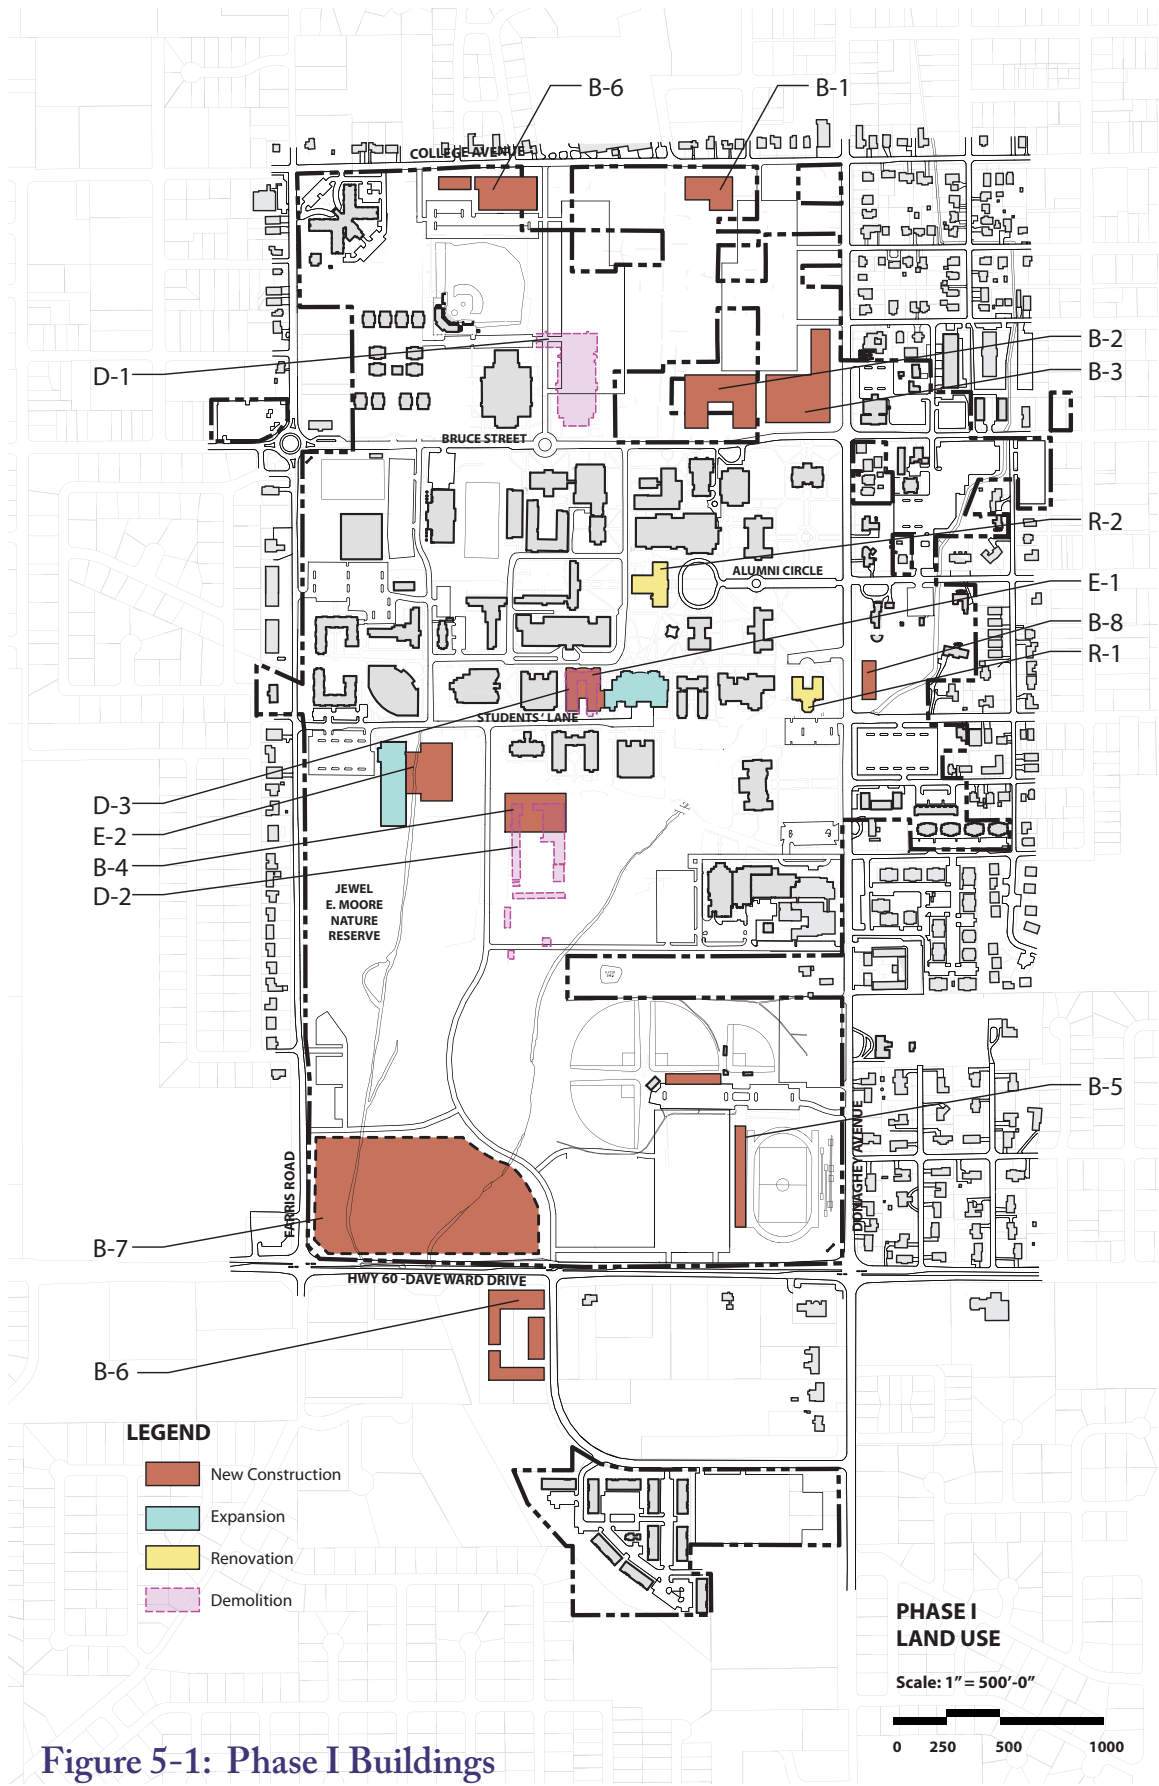 B-6
B-1
COLLEGE AVENUE
B-2
D-1
B-3
BRUCE STREET
R-2
ALUMNI CIRCLE
E-1
B-8
R-1
STUDENTS' LANE
D-3
E-2
B-4
D-2
JEWEL
E. MOORE
NATURE
RESERVE
B-5
DONAGHEY AVENUE
FARRIS ROAD
B-7
HWY 60 -DAVE WARD DRIVE
B-6
LEGEND
New Construction
Expansion
Renovation
Demolition
PHASE I
LAND USE
Scale: 1" = 500'-0"
0 250 500 1000
Figure 5-1: Phase I Buildings